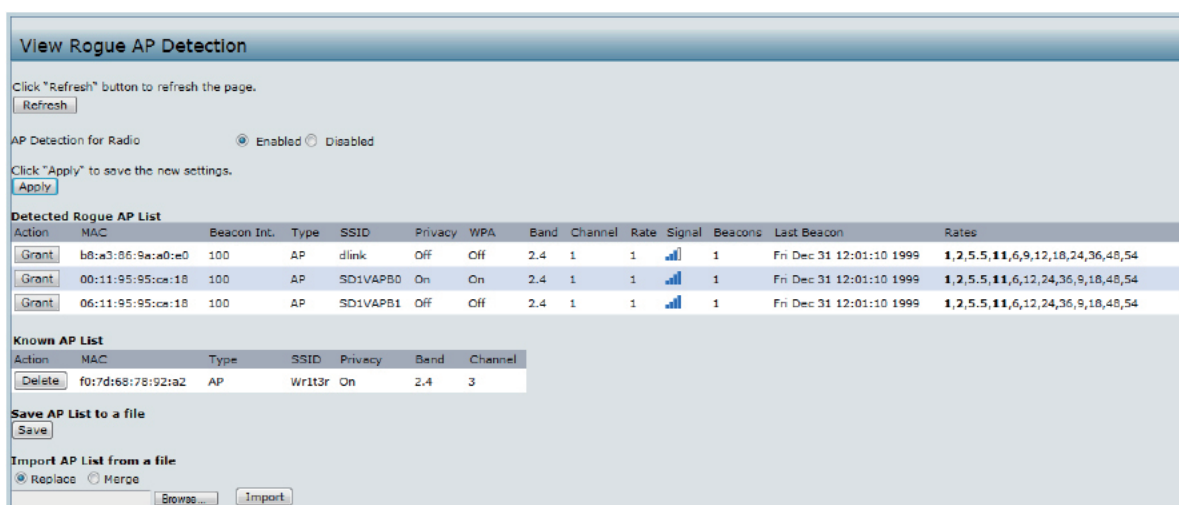 View Rogue AP Detection
Click "Refresh" button to refresh the page.
Refresh
AP Detection for Radio Enabled Disabled
Click "Apply" to save the new settings.
Apply
Detected Rogue AP List
Action MAC Beacon Int. Type SSID Privacy WPA Band Channel Rate Signal Beacons Last Beacon Rates
Grant b8:a3:86:9a:a0:e0 100 AP dlink Off Off 2.4 1 1 1 Fri Dec 31 12:01:10 1999 1,2,5.5,11,6,9,12,18,24,36,48,54
Grant 00:11:95:95:ca:18 100 AP SD1VAPB0 On On 2.4 1 1 1 Fri Dec 31 12:01:10 1999 1,2,5.5,11,6,12,24,36,9,18,48,54
Grant 06:11:95:95:ca:18 100 AP SD1VAPB1 Off Off 2.4 1 1 1 Fri Dec 31 12:01:10 1999 1,2,5.5,11,6,12,24,36,9,18,48,54
Known AP List
Action MAC Type SSID Privacy Band Channel
Delete f0:7d:68:78:92:a2 AP Wr1t3r On 2.4 3
Save AP List to a file
Save
Import AP List from a file
Replace Merge
Browse... Import